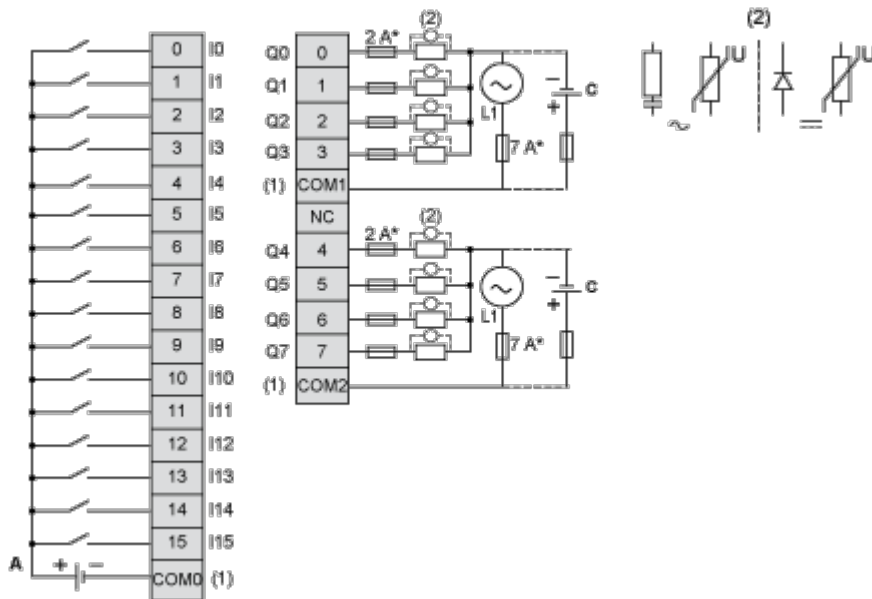 (2) (2)
0 I0 Q0 0 2 A* IU IU
1 I1 Q1 1 − C
2 I2 Q2 2 L1 +
3 I3 Q3 3 7 A*
4 I4 (1) COM1
5 I5 NC (2)
6 I6 Q4 4 2 A*
7 I7 Q5 5 − C
8 I8 Q6 6 L1 +
9 I9 Q7 7 7 A*
10 I10 (1) COM2
11 I11
12 I12
13 I13
14 I14
15 I15
A + − COM0 (1)